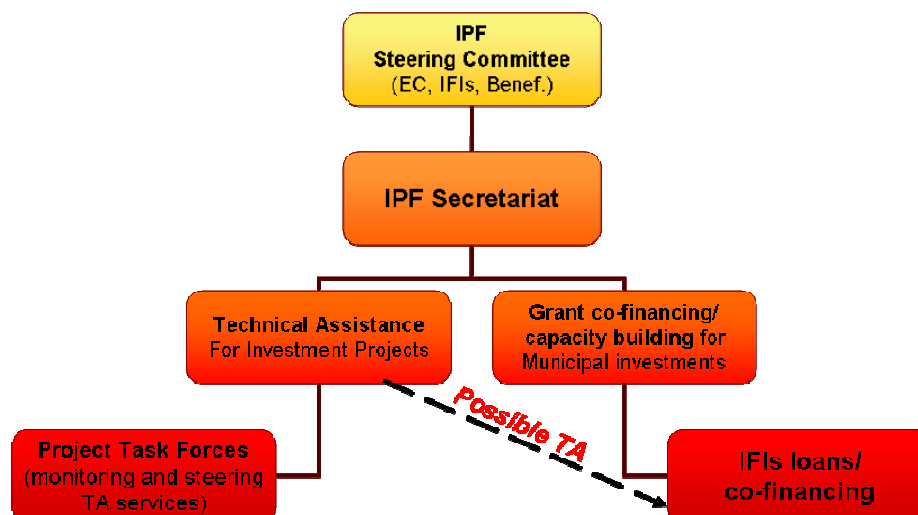 IPF
Steering Committee
(EC, IFIs, Benef.)
IPF Secretariat
Technical Assistance
For Investment Projects
Grant co-financing/
capacity building for
Municipal investments
Possible TA
Project Task Forces
(monitoring and steering
TA services)
IFIs loans/
co-financing